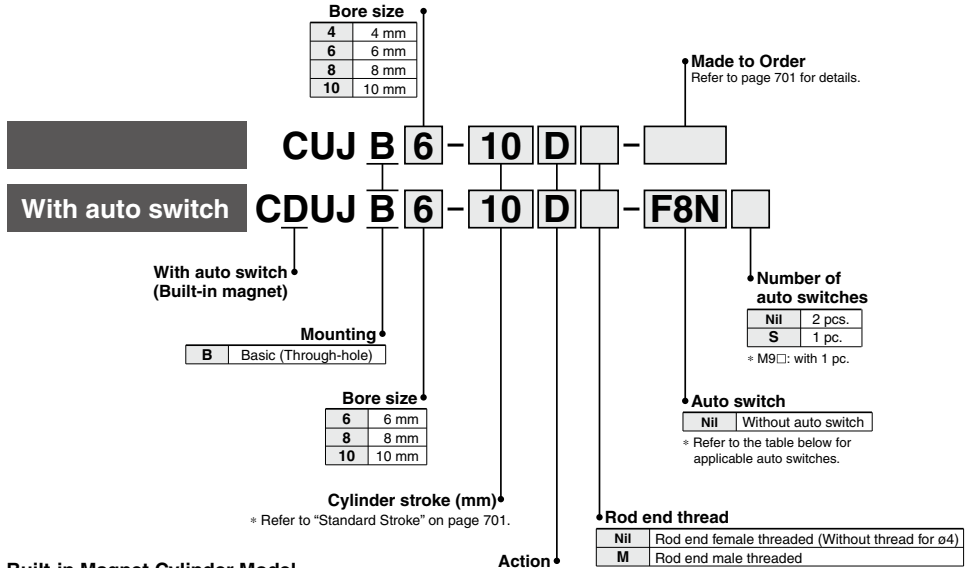 Bore size
4 4 mm
6 6 mm
8 8 mm
10 10 mm
Made to Order
Refer to page 701 for details.
CUJ B 6 – 10 D –
With auto switch CDUJ B 6 – 10 D – F8N
With auto switch
(Built-in magnet)
Number of
auto switches
Nil 2 pcs.
S 1 pc.
* M9□: with 1 pc.
Mounting
B Basic (Through-hole)
Bore size
6 6 mm
8 8 mm
10 10 mm
Auto switch
Nil Without auto switch
* Refer to the table below for
applicable auto switches.
Cylinder stroke (mm)
* Refer to “Standard Stroke” on page 701.
Rod end thread
Nil Rod end female threaded (Without thread for ø4)
M Rod end male threaded
Action
Built-in Magnet Cylinder Model